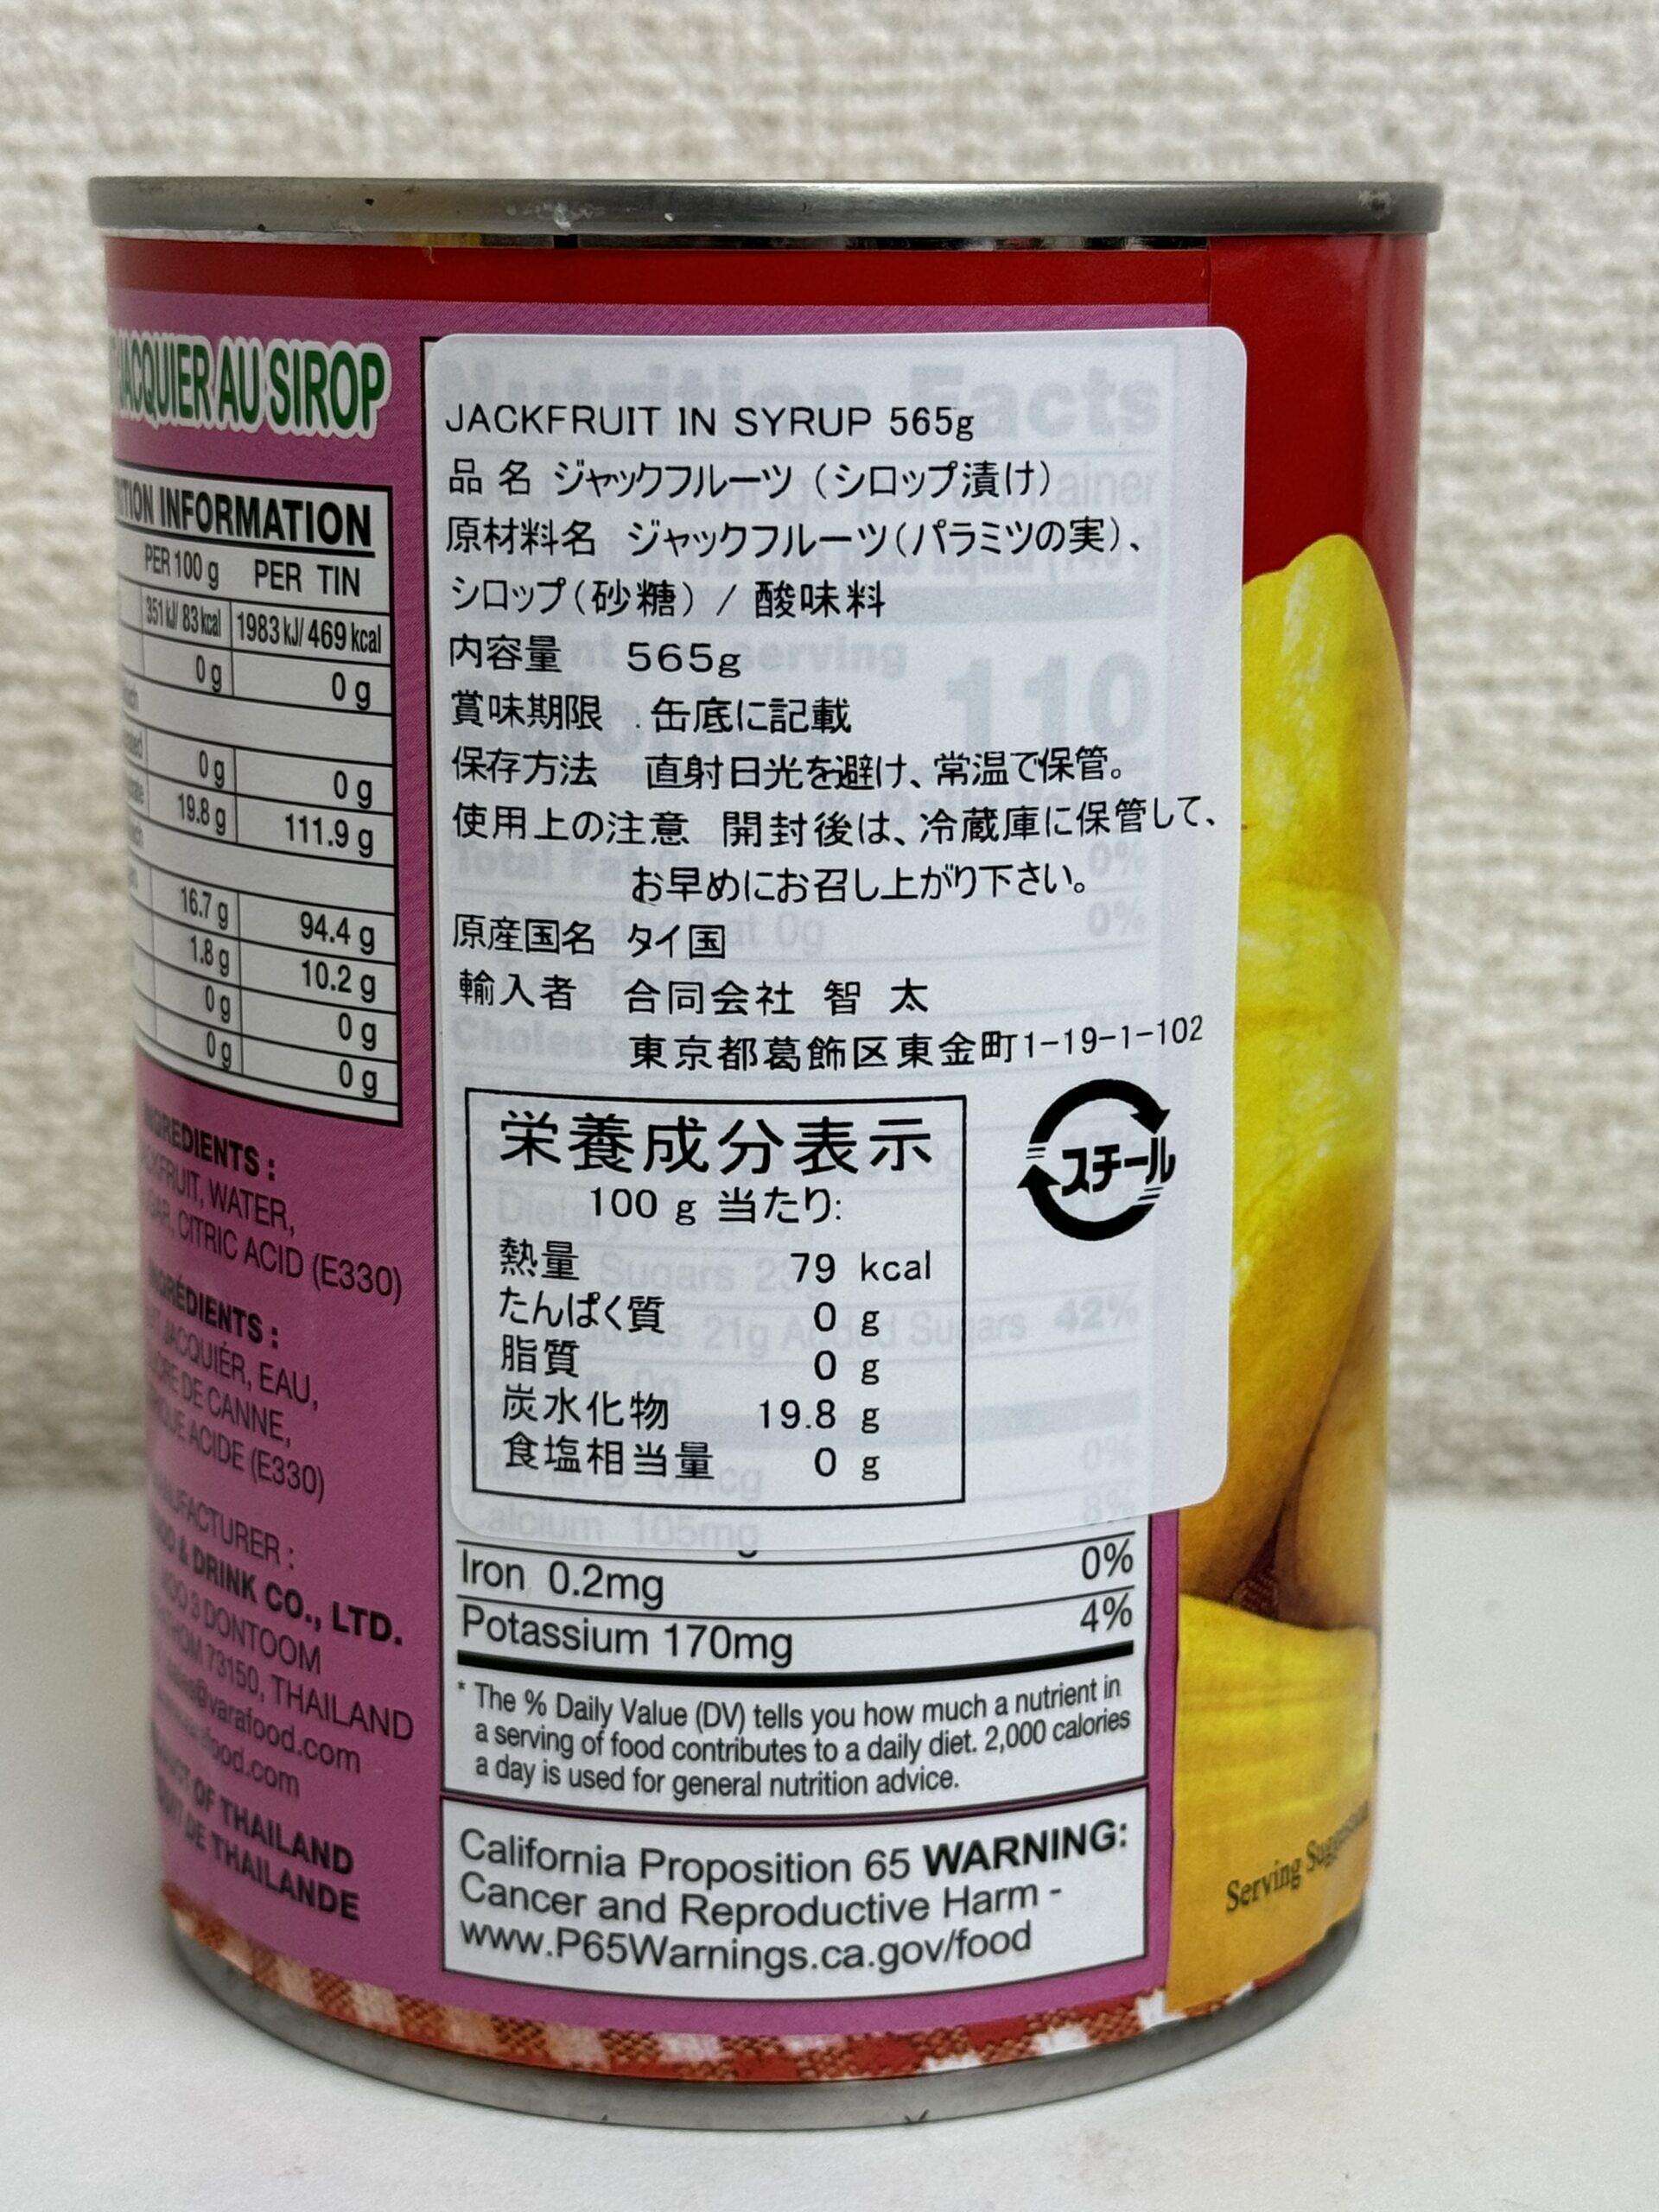 AU SIROP
INFORMATION
PER 100 g PER TIN
351 kJ/ 83 kcal 1983 kJ/ 469 kcal
0 g 0 g
0 g 0 g
19.8 g 111.9 g
16.7 g 94.4 g
1.8 g 10.2 g
0 g 0 g
0 g 0 g
INGREDIENTS :
WATER,
CITRIC ACID (E330)
INGRÉDIENTS :
JACQUIÉR, EAU,
DE CANNE,
ACIDE (E330)
MANUFACTURER :
& DRINK CO., LTD.
3 DONTOOM
73150, THAILAND
OF THAILAND
DE THAILANDE
JACKFRUIT IN SYRUP 565g
品 名 ジャックフルーツ（シロップ漬け）
原材料名 ジャックフルーツ(パラミツの実)、
シロップ(砂糖) / 酸味料
内容量 565g
賞味期限 . 缶底に記載
保存方法 直射日光を避け、常温で保管。
使用上の注意 開封後は、冷蔵庫に保管して、
お早めにお召し上がり下さい。
原産国名 タイ国
輸入者 合同会社 智 太
東京都葛飾区東金町1-19-1-102
栄養成分表示
100 g 当たり:
熱量 79 kcal
たんぱく質 0 g
脂質 0 g
炭水化物 19.8 g
食塩相当量 0 g
スチール
Nutrition Facts
110
Calcium 105mg 8%
Iron 0.2mg 0%
Potassium 170mg 4%
* The % Daily Value (DV) tells you how much a nutrient in
a serving of food contributes to a daily diet. 2,000 calories
a day is used for general nutrition advice.
California Proposition 65 WARNING:
Cancer and Reproductive Harm -
www.P65Warnings.ca.gov/food
Serving